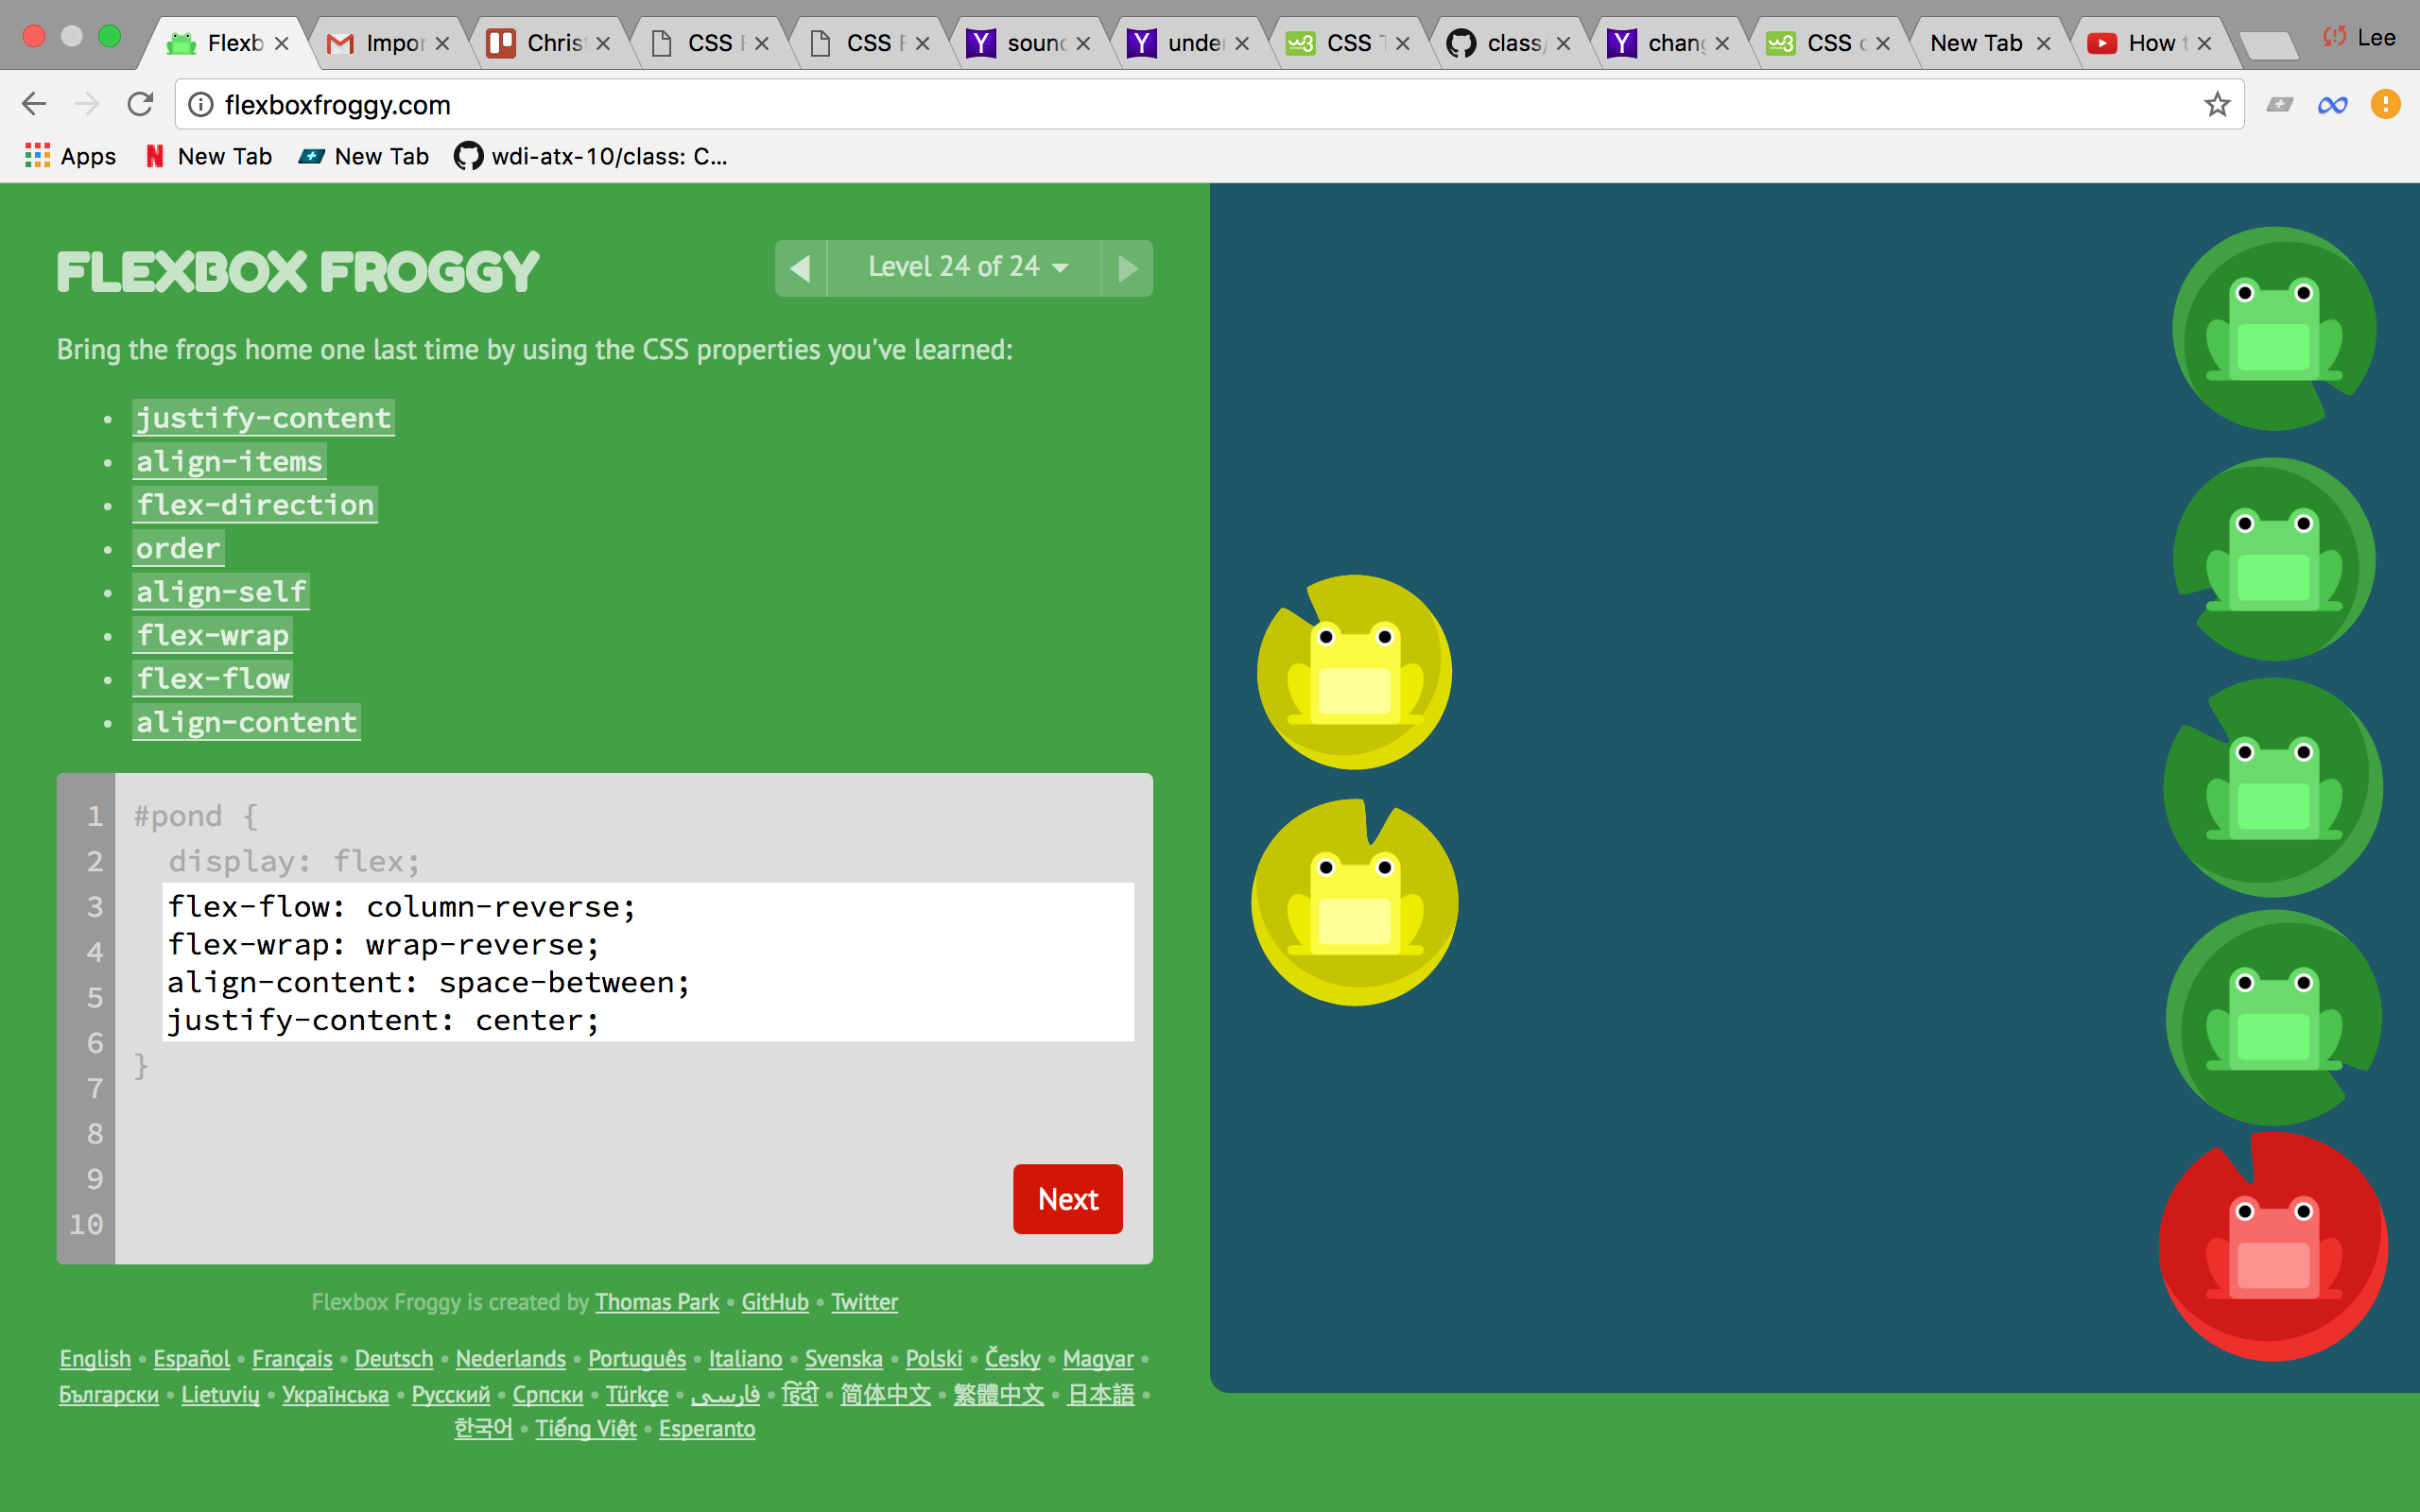 Flexb Impor Chris CSS CSS sound under CSS class/ chang CSS New Tab How Lee
flexboxfroggy.com
Apps New Tab New Tab wdi-atx-10/class: C...
FLEXBOX FROGGY
Level 24 of 24
Bring the frogs home one last time by using the CSS properties you've learned:
• justify-content
• align-items
• flex-direction
• order
• align-self
• flex-wrap
• flex-flow
• align-content
1 #pond {
2 display: flex;
3 flex-flow: column-reverse;
4 flex-wrap: wrap-reverse;
5 align-content: space-between;
6 justify-content: center;
7 }
8
9
10
Next
Flexbox Froggy is created by Thomas Park • GitHub • Twitter
English • Español • Français • Deutsch • Nederlands • Português • Italiano • Svenska • Polski • Česky • Magyar •
Български • Lietuvių • Українська • Русский • Српски • Türkçe • فارسی • हिंदी • 简体中文 • 繁體中文 • 日本語 •
한국어 • Tiếng Việt • Esperanto